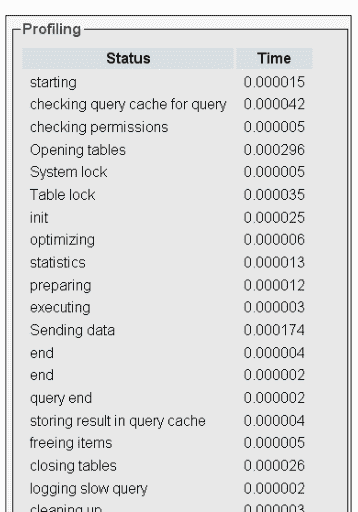 Profiling
Status Time
starting 0.000015
checking query cache for query 0.000042
checking permissions 0.000005
Opening tables 0.000296
System lock 0.000005
Table lock 0.000035
init 0.000025
optimizing 0.000006
statistics 0.000013
preparing 0.000012
executing 0.000003
Sending data 0.000174
end 0.000004
end 0.000002
query end 0.000002
storing result in query cache 0.000004
freeing items 0.000005
closing tables 0.000026
logging slow query 0.000002
cleaning up 0.000003